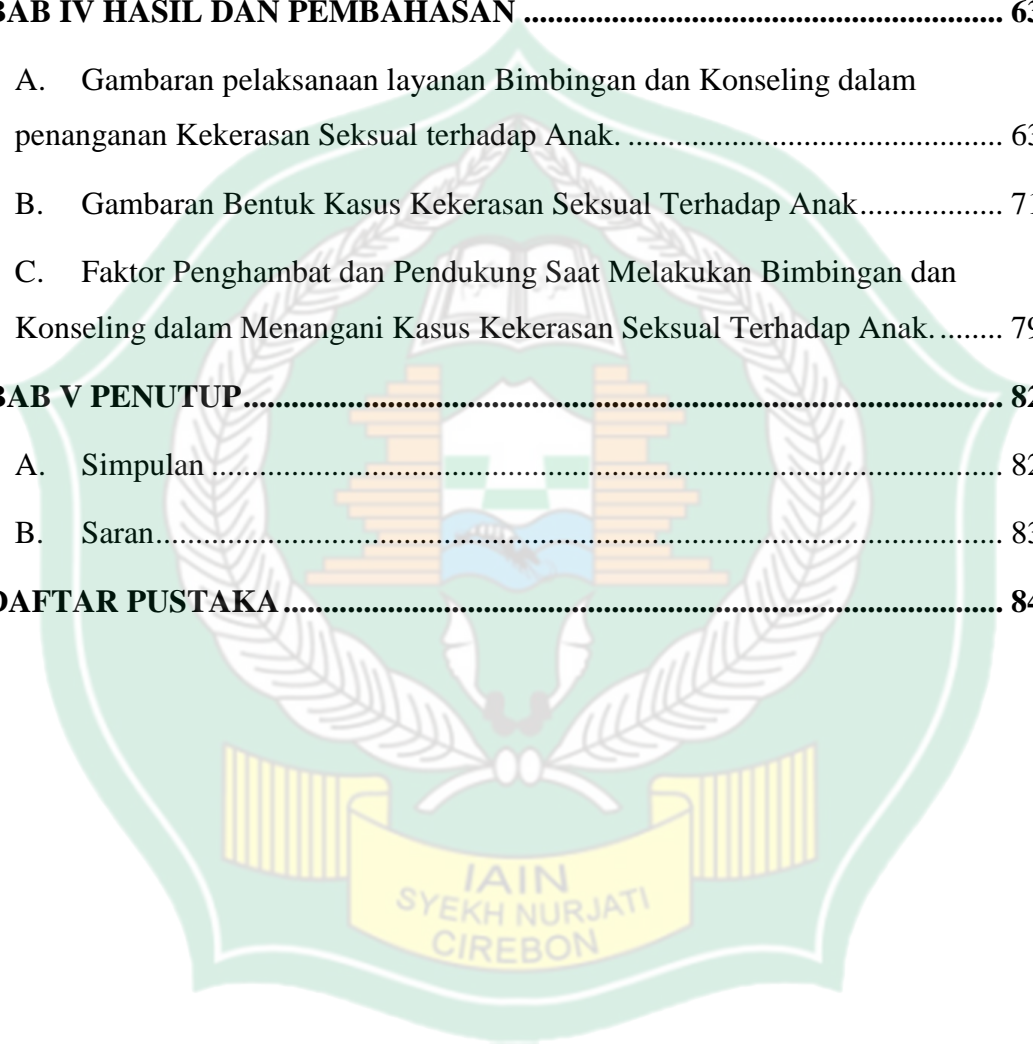 BAB IV HASIL DAN PEMBAHASAN ........................................................ 63
A. Gambaran pelaksanaan layanan Bimbingan dan Konseling dalam
penanganan Kekerasan Seksual terhadap Anak. ............................................ 63
B. Gambaran Bentuk Kasus Kekerasan Seksual Terhadap Anak................. 71
C. Faktor Penghambat dan Pendukung Saat Melakukan Bimbingan dan
Konseling dalam Menangani Kasus Kekerasan Seksual Terhadap Anak. ........ 79
BAB V PENUTUP......................................................................................... 82
A. Simpulan ............................................................................................ 82
B. Saran................................................................................................... 83
DAFTAR PUSTAKA .................................................................................... 84
IAIN
SYEKH NURJATI
CIREBON